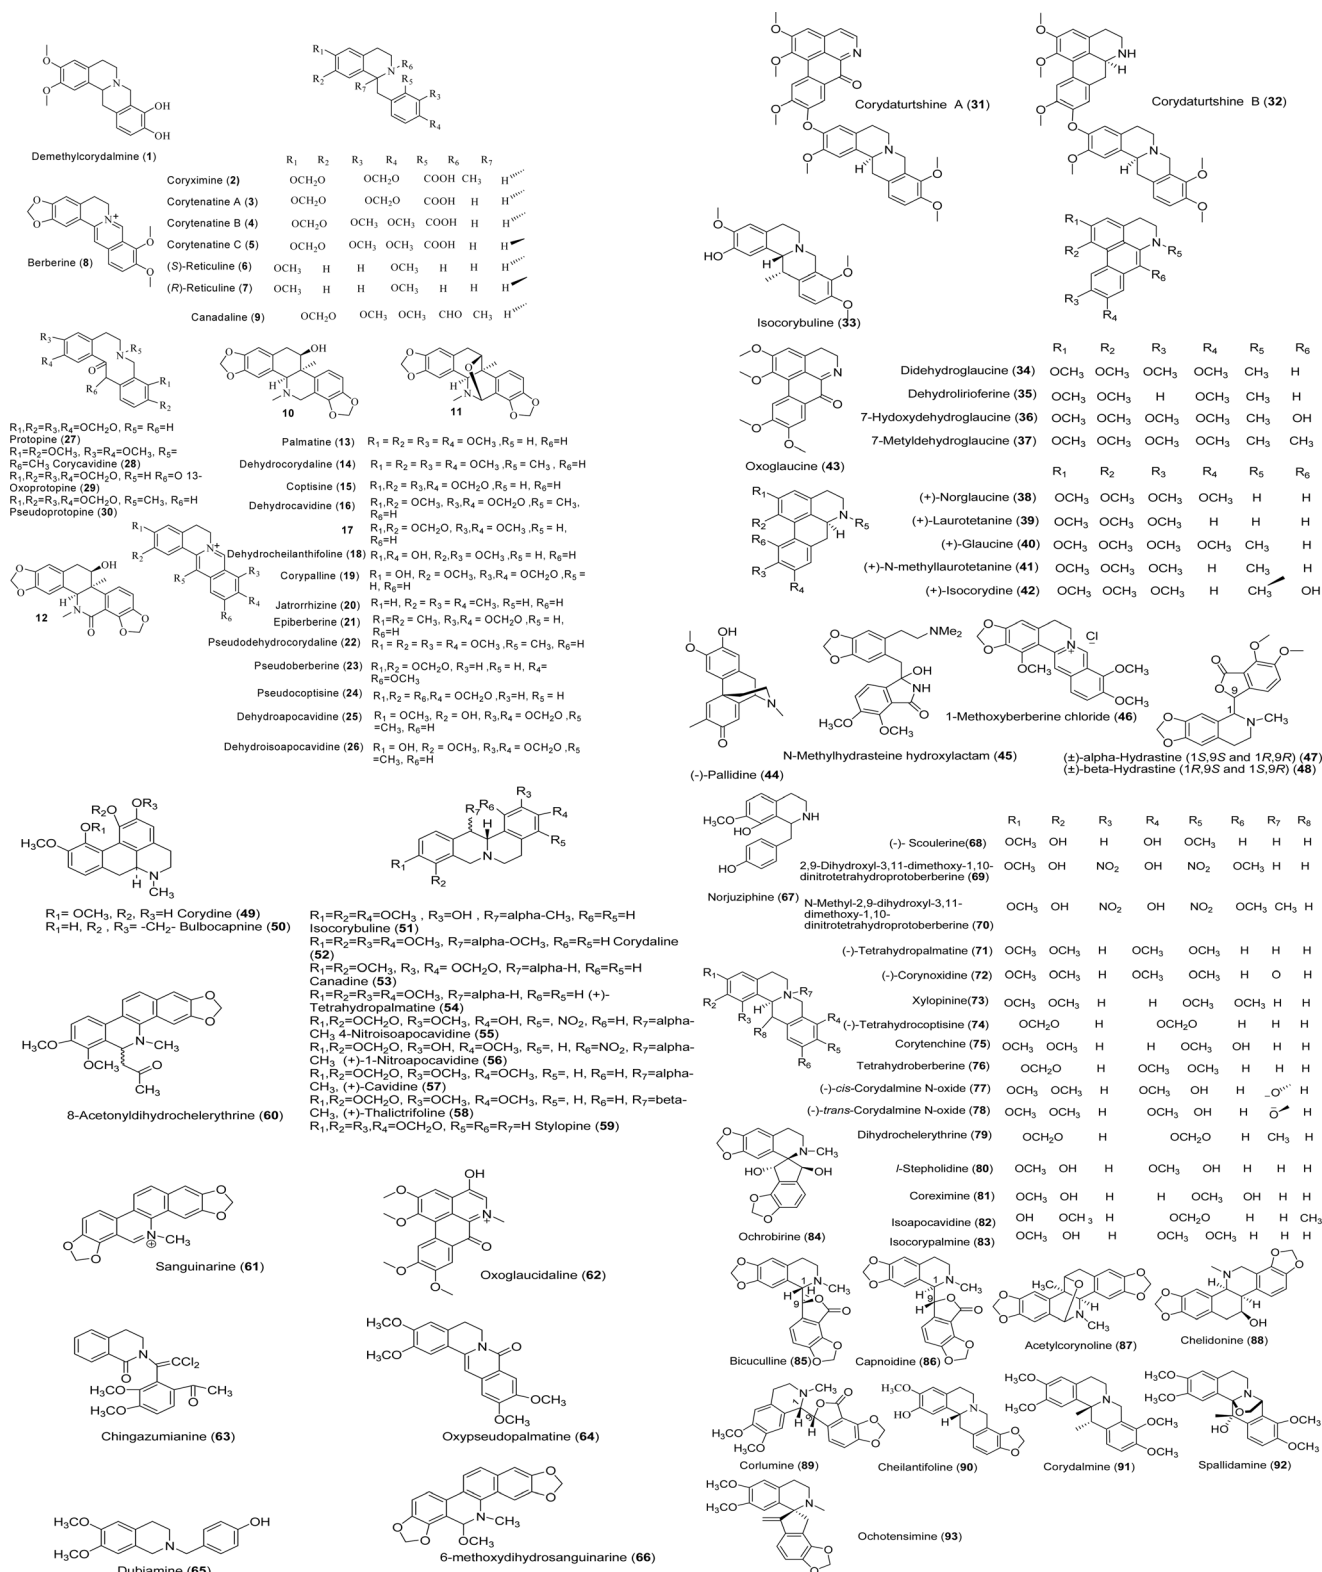 Demethylcorydalmine (1)
R1 R2 R3 R4 R5 R6 R7
Coryximine (2) OCH2O OCH2O COOH CH3 H
Corytenatine A (3) OCH2O OCH2O COOH H H
Corytenatine B (4) OCH2O OCH3 OCH3 COOH H H
Corytenatine C (5) OCH2O OCH3 OCH3 COOH H H
(S)-Reticuline (6) OCH3 H H OCH3 H H H
(R)-Reticuline (7) OCH3 H H OCH3 H H H
Berberine (8)
Canadaline (9) OCH2O OCH3 OCH3 CHO CH3 H
10
11
R1,R2=R3,R4=OCH2O, R5=R6=H
Protopine (27)
R1=R2=OCH3, R3=R4=OCH3, R5=
R6=CH3 Corycavidine (28)
R1,R2=R3,R4=OCH2O, R5=H R6=O 13-
Oxoprotopine (29)
R1,R2=R3,R4=OCH2O, R5=CH3, R6=H
Pseudoprotopine (30)
12
Palmatine (13) R1 = R2 = R3 = R4 = OCH3 ,R5 = H, R6=H
Dehydrocorydaline (14) R1 = R2 = R3 = R4 = OCH3 ,R5 = CH3 , R6=H
Coptisine (15) R1,R2 = R3,R4 = OCH2O ,R5 = H, R6=H
Dehydrocavidine (16) R1,R2 = OCH3, R3,R4 = OCH2O ,R5 = CH3,
R6=H
17 R1,R2 = OCH2O, R3,R4 = OCH3 ,R5 = H,
R6=H
Dehydrocheilanthifoline (18) R1,R4 = OH, R2,R3 = OCH3 ,R5 = H, R6=H
Corypalline (19) R1 = OH, R2 = OCH3, R3,R4 = OCH2O ,R5 =
H, R6=H
Jatrorrhizine (20) R1=H, R2 = R3 = R4 =CH3, R5=H, R6=H
Epiberberine (21) R1=R2= CH3, R3,R4= OCH2O ,R5 = H,
R6=H
Pseudodehydrocorydaline (22) R1 = R2 = R3 = R4 = OCH3 ,R5 = CH3, R6=H
Pseudoberberine (23) R1,R2 = OCH2O, R3=H ,R5 = H, R4=
R6=OCH3
Pseudocoptisine (24) R1,R2 = R6,R4 = OCH2O ,R3=H, R5 = H
Dehydroapocavidine (25) R1 = OCH3, R2 = OH, R3,R4 = OCH2O ,R5
=CH3, R6=H
Dehydroisoapocavidine (26) R1 = OH, R2 = OCH3, R3,R4 = OCH2O ,R5
=CH3, R6=H
Corydaturtshine A (31)
Corydaturtshine B (32)
Isocorybuline (33)
R1 R2 R3 R4 R5 R6
Didehydroglaucine (34) OCH3 OCH3 OCH3 OCH3 CH3 H
Dehydrolirioferine (35) OCH3 OCH3 H OCH3 CH3 H
7-Hydoxydehydroglaucine (36) OCH3 OCH3 OCH3 OCH3 CH3 OH
7-Metyldehydroglaucine (37) OCH3 OCH3 OCH3 OCH3 CH3 CH3
Oxoglaucine (43)
R1 R2 R3 R4 R5 R6
(+)-Norglaucine (38) OCH3 OCH3 OCH3 OCH3 H H
(+)-Laurotetanine (39) OCH3 OCH3 OCH3 H H H
(+)-Glaucine (40) OCH3 OCH3 OCH3 OCH3 CH3 H
(+)-N-methyllaurotetanine (41) OCH3 OCH3 OCH3 H CH3 H
(+)-Isocorydine (42) OCH3 OCH3 OCH3 H CH3 OH
(-)-Pallidine (44)
N-Methylhydrasteine hydroxylactam (45)
1-Methoxyberberine chloride (46)
(±)-alpha-Hydrastine (1S,9S and 1R,9R) (47)
(±)-beta-Hydrastine (1R,9S and 1S,9R) (48)
R1= OCH3, R2, R3=H Corydine (49)
R1=H, R2 , R3= -CH2- Bulbocapnine (50)
R1=R2=R4=OCH3 , R3=OH , R7=alpha-CH3, R6=R5=H
Isocorybuline (51)
R1=R2=R3=R4=OCH3, R7=alpha-OCH3, R6=R5=H Corydaline
(52)
R1=R2=OCH3, R3, R4= OCH2O, R7=alpha-H, R6=R5=H
Canadine (53)
R1=R2=R3=R4=OCH3, R7=alpha-H, R6=R5=H (+)-
Tetrahydropalmatine (54)
R1,R2=OCH2O, R3=OCH3, R4=OH, R5=, NO2, R6=H, R7=alpha-
CH3 4-Nitroisoapocavidine (55)
R1,R2=OCH2O, R3=OH, R4=OCH3, R5=, H, R6=NO2, R7=alpha-
CH3 (+)-1-Nitroapocavidine (56)
R1,R2=OCH2O, R3=OCH3, R4=OCH3, R5=, H, R6=H, R7=alpha-
CH3, (+)-Cavidine (57)
R1,R2=OCH2O, R3=OCH3, R4=OCH3, R5=, H, R6=H, R7=beta-
CH3, (+)-Thalictrifoline (58)
R1,R2=R3,R4=OCH2O, R5=R6=R7=H Stylopine (59)
8-Acetonyldihydrochelerythrine (60)
Sanguinarine (61)
Oxoglaucidaline (62)
Chingazumianine (63)
Oxypseudopalmatine (64)
Dubiamine (65)
6-methoxydihydrosanguinarine (66)
Norjuziphine (67)
R1 R2 R3 R4 R5 R6 R7 R8
(-)- Scoulerine(68) OCH3 OH H OH OCH3 H H H
2,9-Dihydroxyl-3,11-dimethoxy-1,10-
dinitrotetrahydroprotoberberine (69) OCH3 OH NO2 OH NO2 OCH3 H H
N-Methyl-2,9-dihydroxyl-3,11-
dimethoxy-1,10-
dinitrotetrahydroprotoberberine (70) OCH3 OH NO2 OH NO2 OCH3 CH3 H
(-)-Tetrahydropalmatine (71) OCH3 OCH3 H OCH3 OCH3 H H H
(-)-Corynoxidine (72) OCH3 OCH3 H OCH3 OCH3 H O H
Xylopinine(73) OCH3 OCH3 H H OCH3 OCH3 H H
(-)-Tetrahydrocoptisine (74) OCH2O H OCH2O H H H
Corytenchine (75) OCH3 OCH3 H H OCH3 OH H H
Tetrahydroberberine (76) OCH2O H OCH3 OCH3 H H H
(-)-cis-Corydalmine N-oxide (77) OCH3 OCH3 H OCH3 OH H −O H
(-)-trans-Corydalmine N-oxide (78) OCH3 OCH3 H OCH3 OH H O− H
Dihydrochelerythrine (79) OCH2O H OCH2O H CH3 H
l-Stepholidine (80) OCH3 OH H OCH3 OH H H H
Coreximine (81) OCH3 OH H H OCH3 OH H H
Isoapocavidine (82) OH OCH3 H OCH2O H H CH3
Isocorypalmine (83) OCH3 OH H OCH3 OCH3 H H H
Ochrobirine (84)
Bicuculline (85)
Capnoidine (86)
Acetylcorynoline (87)
Chelidonine (88)
Corlumine (89)
Cheilantifoline (90)
Corydalmine (91)
Spallidamine (92)
Ochotensimine (93)